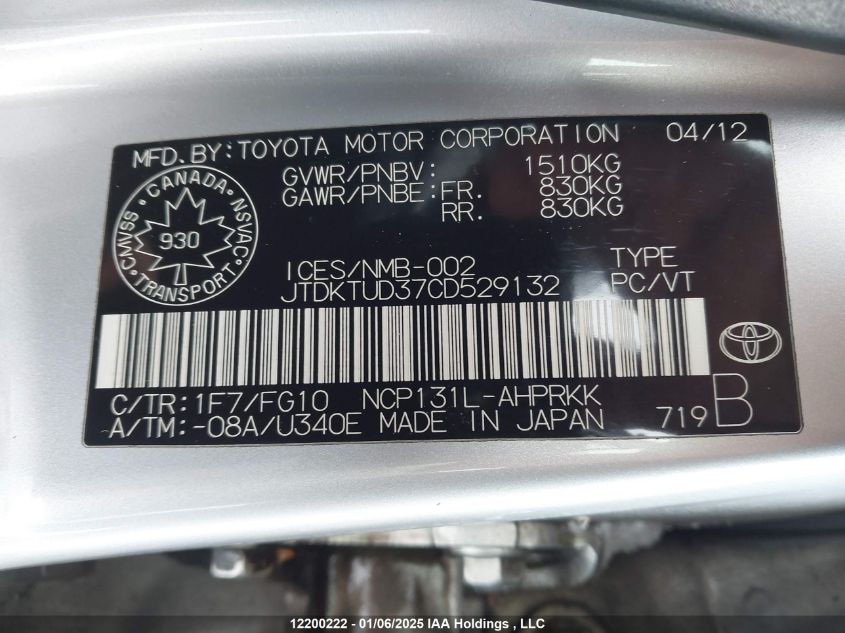 MFD.BY:TOYOTA MOTOR CORPORATION 04/12
GVWR/PNBV: 1510KG
GAWR/PNBE:FR. 830KG
RR. 830KG
CANADA
CMVSS
NSVAC
930
TRANSPORT
ICES/NMB-002 TYPE
JTDKTUD37CD529132 PC/VT
C/TR:1F7/FG10 NCP131L-AHPRKK
A/TM:-08A/U340E MADE IN JAPAN 719 B
12200222 - 01/06/2025 IAA Holdings , LLC